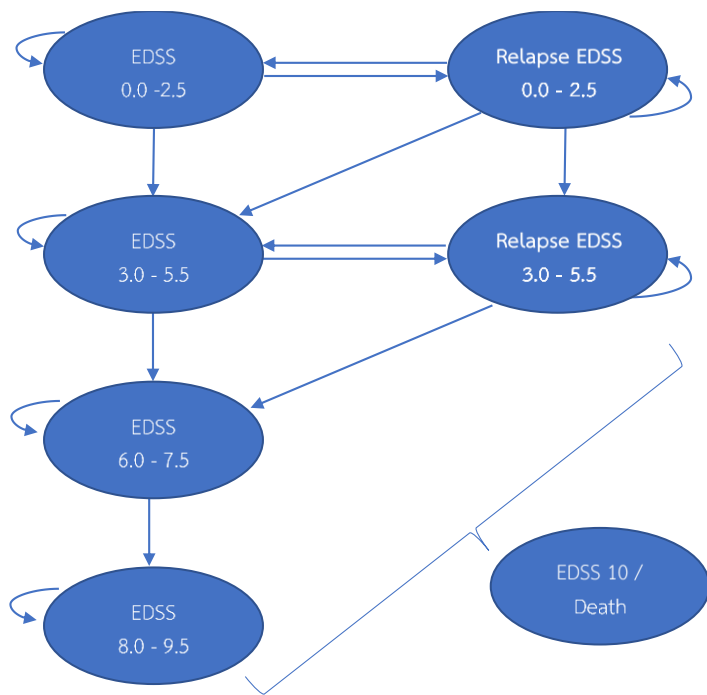 EDSS
0.0 -2.5
Relapse EDSS
0.0 - 2.5
EDSS
3.0 - 5.5
Relapse EDSS
3.0 - 5.5
EDSS
6.0 - 7.5
EDSS 10 /
Death
EDSS
8.0 - 9.5